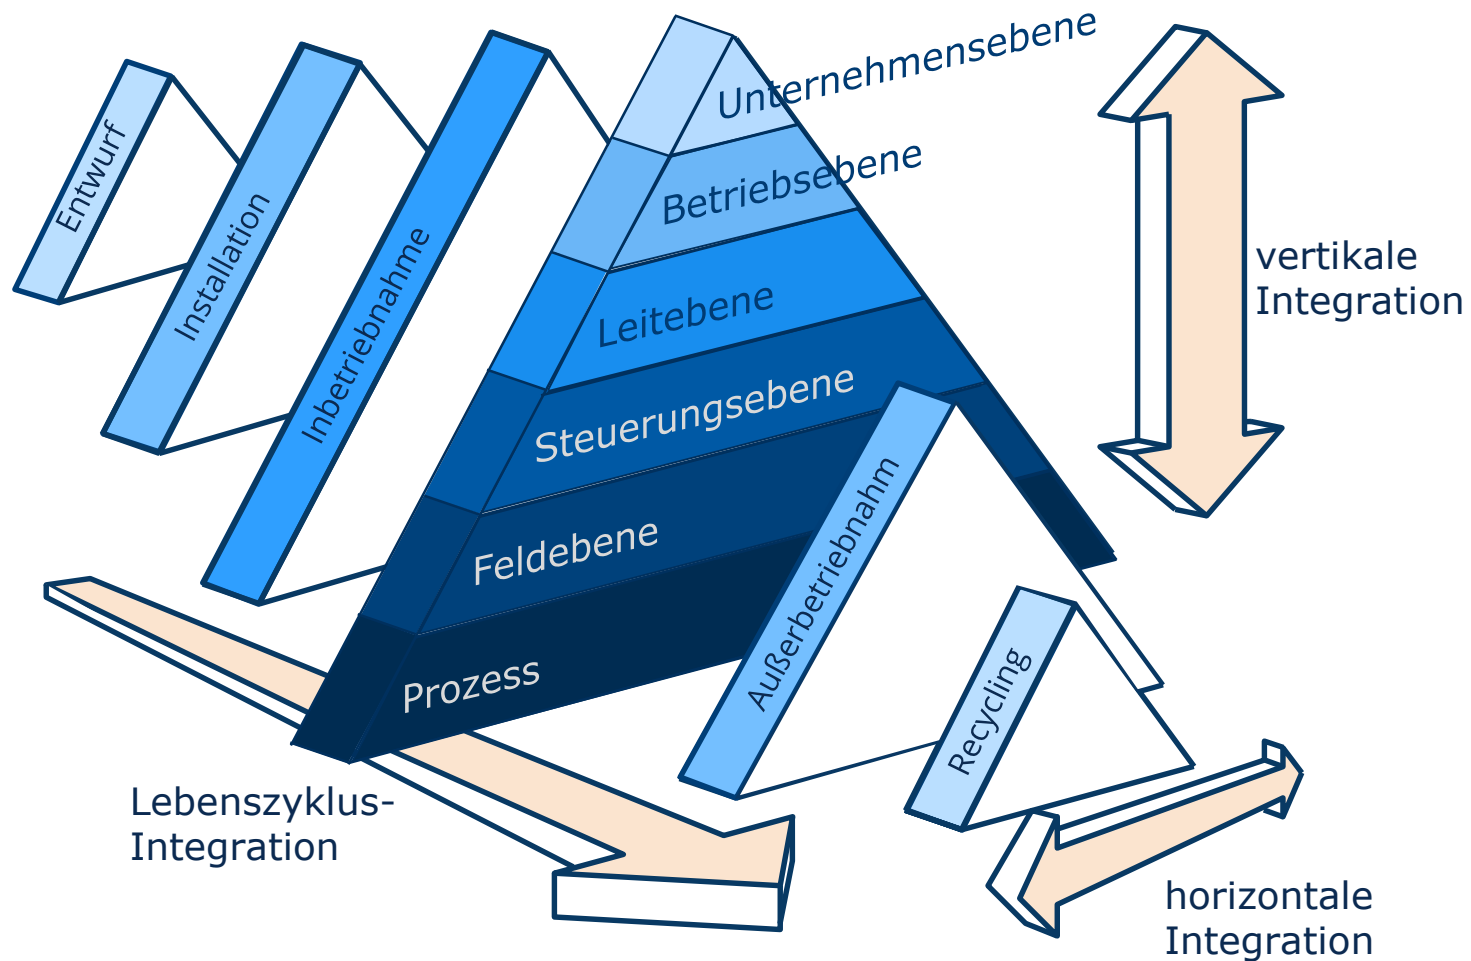 Entwurf
Installation
Inbetriebnahme
Unternehmensebene
Betriebsebene
Leitebene
Steuerungsebene
Feldebene
Prozess
Außerbetriebnahm
Recycling
vertikale
Integration
Lebenszyklus-
Integration
horizontale
Integration